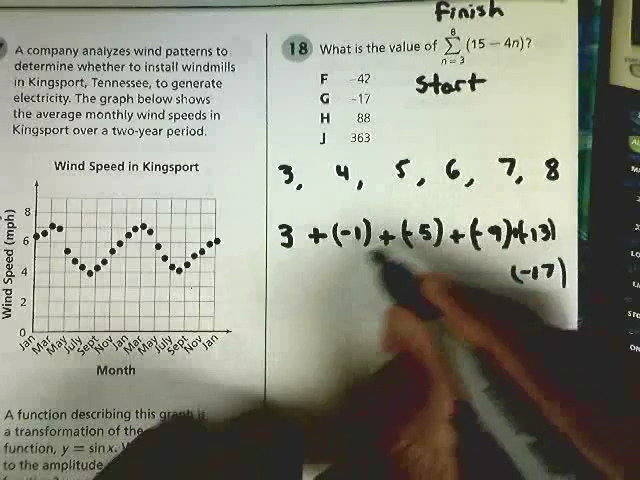 Finish
7
A company analyzes wind patterns to
determine whether to install windmills
in Kingsport, Tennessee, to generate
electricity. The graph below shows
the average monthly wind speeds in
Kingsport over a two-year period.
Wind Speed in Kingsport
Wind Speed (mph)
8
6
4
2
0
Jan Mar May July Sept Nov Jan Mar May July Sept Nov Jan
Month
A function describing this graph is
a transformation of the
function, y = sin x.
to the amplitude
18 What is the value of 8 Σ n = 3 (15 − 4n)?
F -42
G -17
H 88
J 363
Start
3, 4, 5, 6, 7, 8
3 + (-1) + (-5) + (-9) + (-13)
(-17)
ON